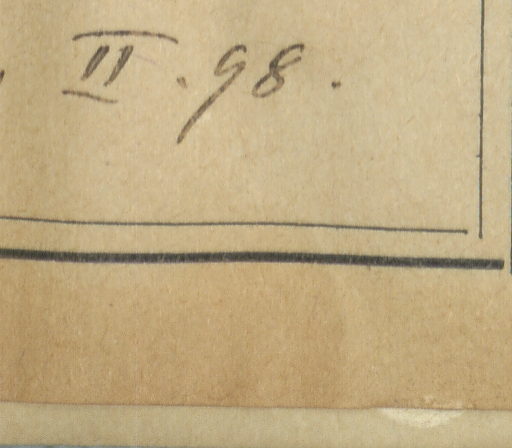 . II . 98 .